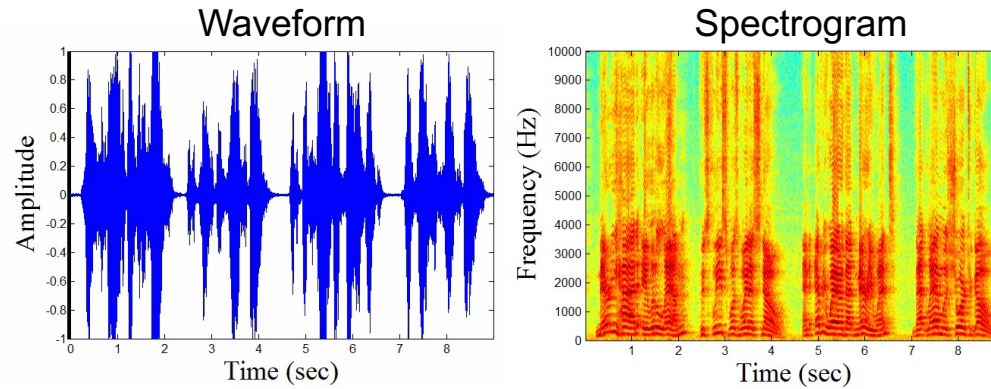 Waveform
Spectrogram
Amplitude
1
0.8
0.6
0.4
0.2
0
-0.2
-0.4
-0.6
-0.8
-1
0 1 2 3 4 5 6 7 8
Time (sec)
Frequency (Hz)
10000
9000
8000
7000
6000
5000
4000
3000
2000
1000
0
1 2 3 4 5 6 7 8
Time (sec)